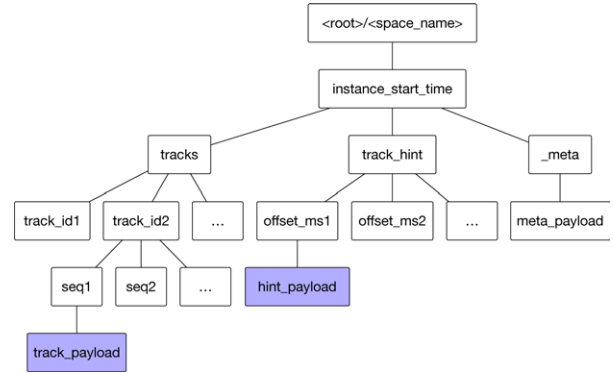 <root>/<space_name>
instance_start_time
tracks
track_hint
_meta
track_id1
track_id2
...
offset_ms1
offset_ms2
...
meta_payload
seq1
seq2
...
hint_payload
track_payload